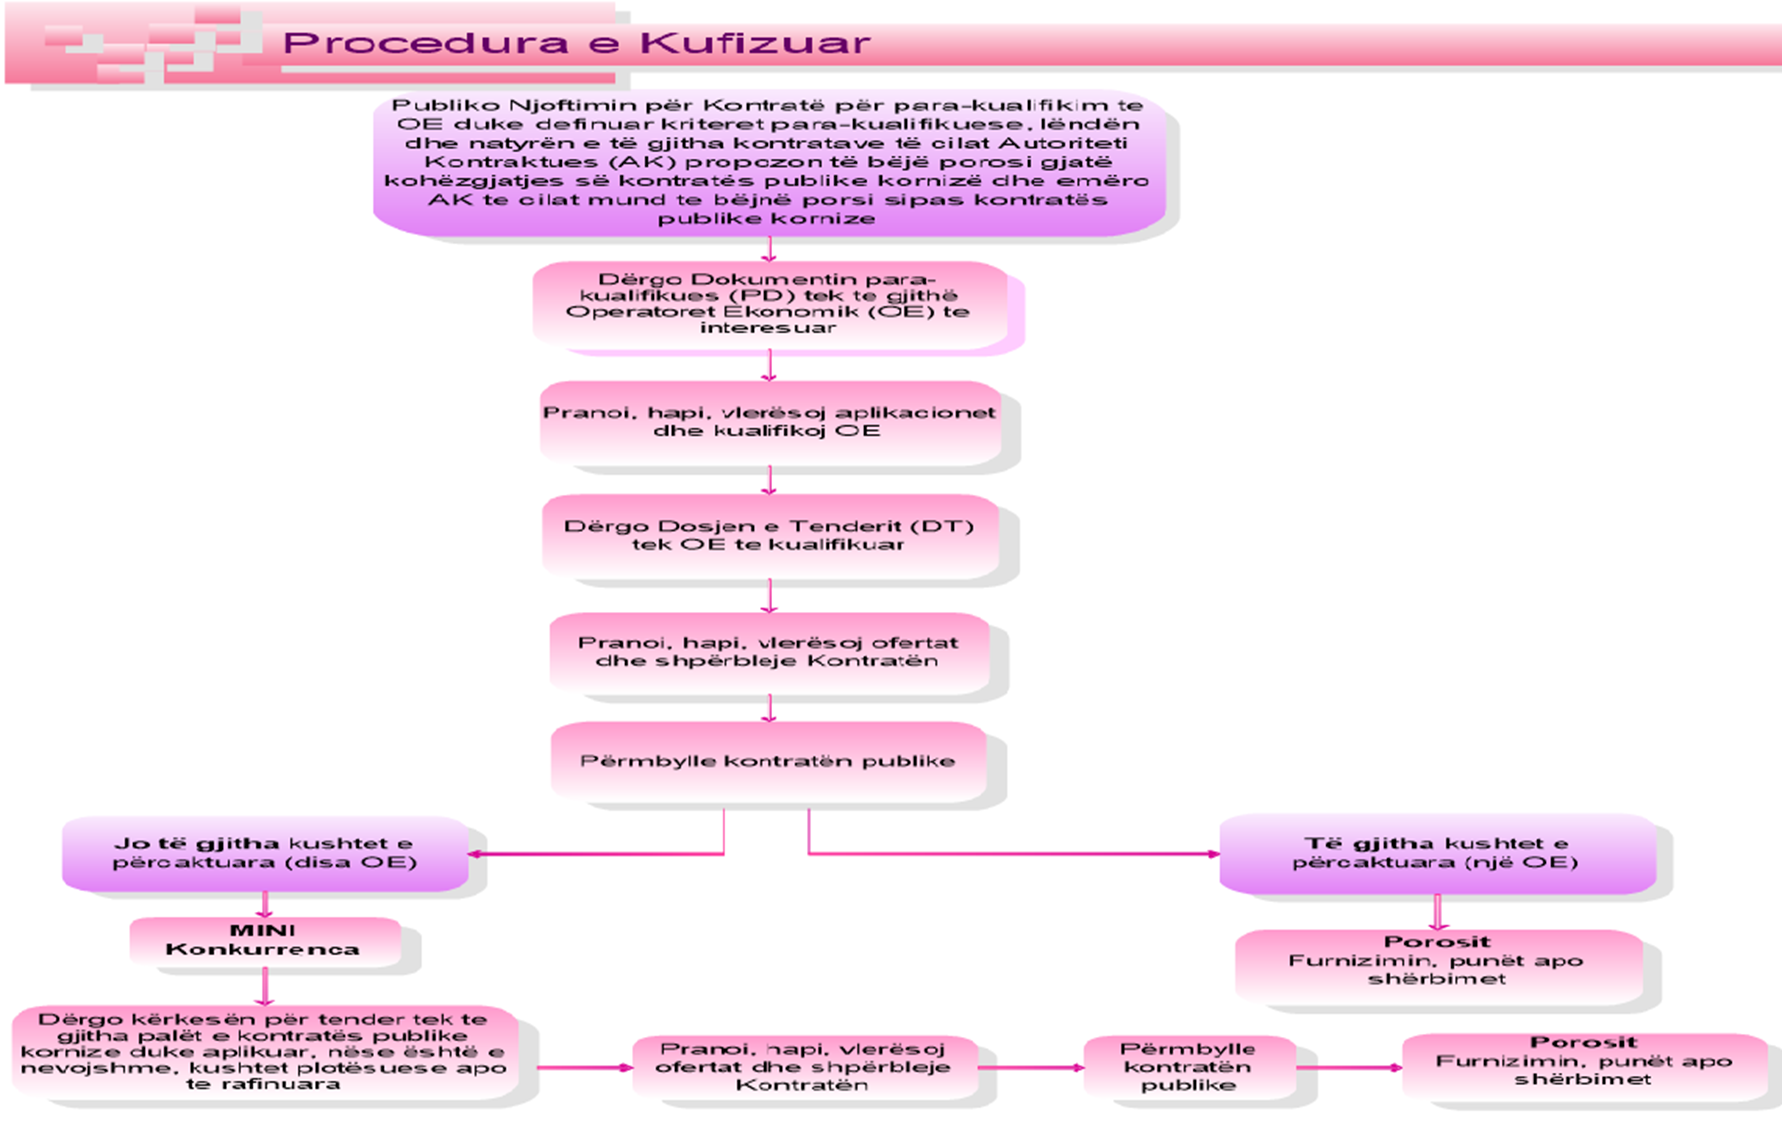 Procedura e Kufizuar
Publiko Njoftimin për Kontratë për para-kualifikim te
OE duke definuar kriteret para-kualifikuese, lëndën
dhe natyrën e të gjitha kontratave të cilat Autoriteti
Kontraktues (AK) propozon të bëjë porosi gjatë
kohëzgjatjes së kontratës publike kornizë dhe emëro
AK te cilat mund te bëjnë porsi sipas kontratës
publike kornize
Dërgo Dokumentin para-
kualifikues (PD) tek te gjithë
Operatoret Ekonomik (OE) te
interesuar
Pranoi, hapi, vlerësoj aplikacionet
dhe kualifikoj OE
Dërgo Dosjen e Tenderit (DT)
tek OE te kualifikuar
Pranoi, hapi, vlerësoj ofertat
dhe shpërbleje Kontratën
Përmbylle kontratën publike
Jo të gjitha kushtet e
përcaktuara (disa OE)
Të gjitha kushtet e
përcaktuara (një OE)
MINI
Konkurrenca
Porosit
Furnizimin, punët apo
shërbimet
Dërgo kërkesën për tender tek te
gjitha palët e kontratës publike
kornize duke aplikuar, nëse është e
nevojshme, kushtet plotësuese apo
te rafinuara
Pranoi, hapi, vlerësoj
ofertat dhe shpërbleje
Kontratën
Përmbylle
kontratën
publike
Porosit
Furnizimin, punët apo
shërbimet